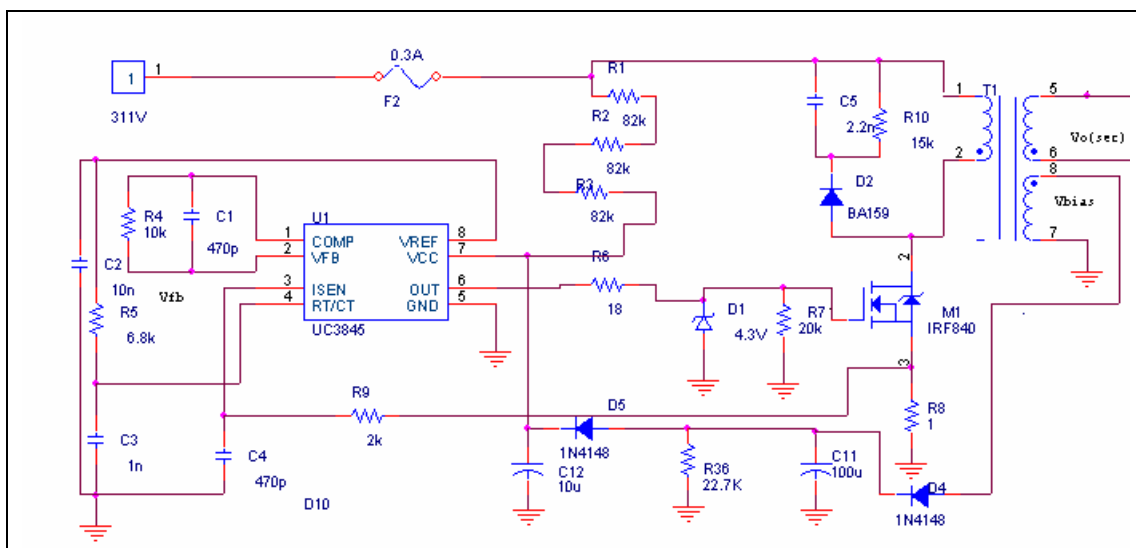 0.3A
F2
1
1
311V
R1
82k
R2
82k
R3
82k
C5
2.2n
R10
15k
D2
BA159
T1
1
2
5
6
8
7
Vo(ser)
Vbias
R4
10k
C1
470p
C2
10n
Vfb
R5
6.8k
U1
1 COMP VREF 8
2 VFB VCC 7
3 ISEN OUT 6
4 RT/CT GND 5
UC3845
R6
18
D1
4.3V
R7
20k
2
M1
IRF840
3
R8
1
R9
2k
D5
1N4148
C3
1n
C4
470p
D10
C12
10u
R36
22.7K
C11
100u
D4
1N4148